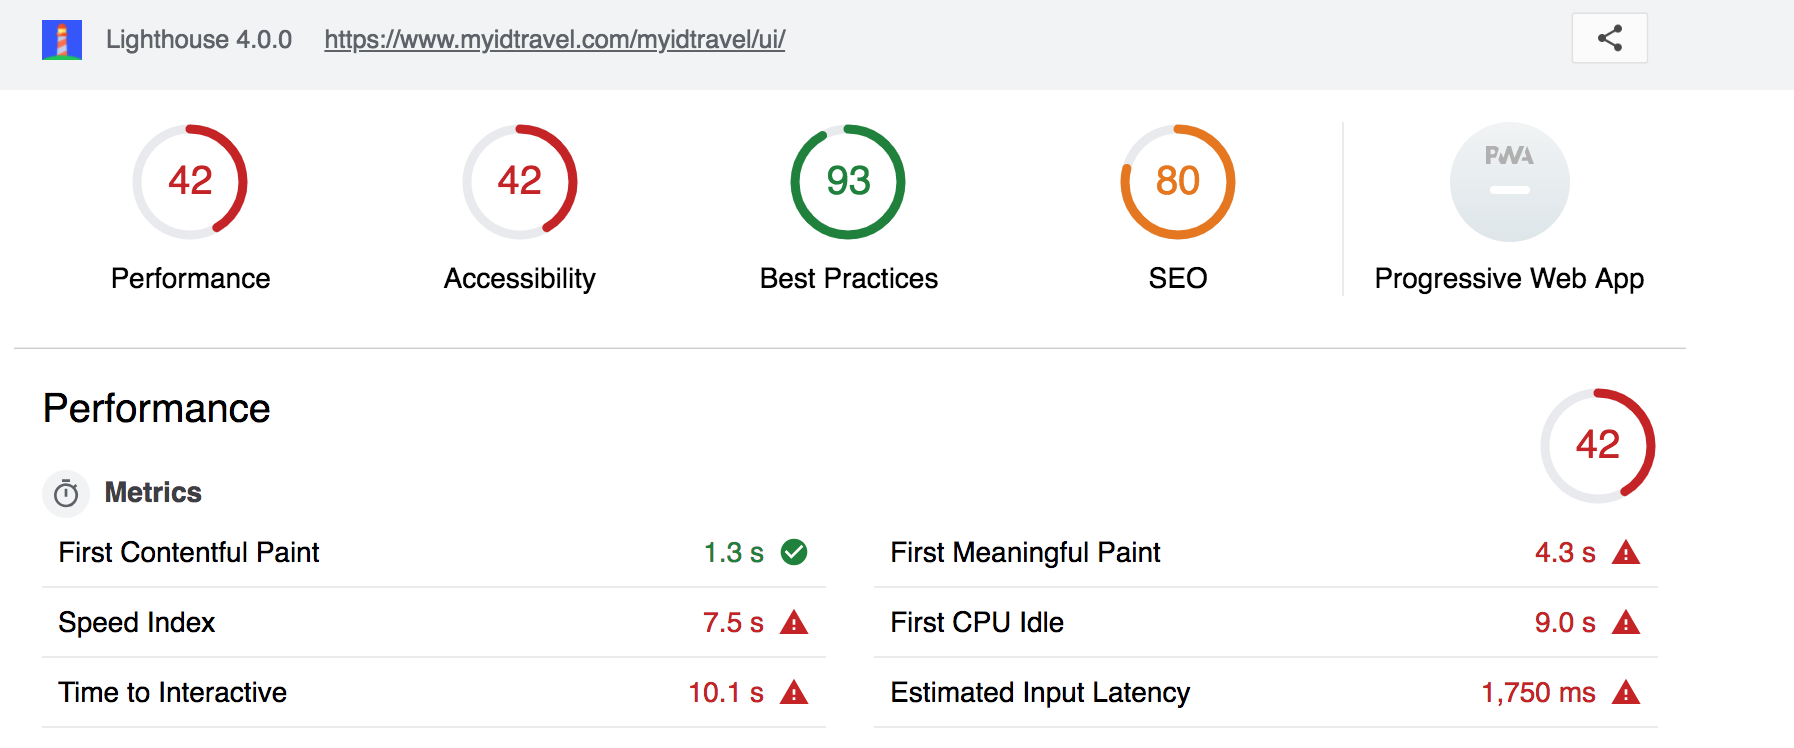 Lighthouse 4.0.0 https://www.myidtravel.com/myidtravel/ui/
42
Performance
42
Accessibility
93
Best Practices
80
SEO
PWA
Progressive Web App
Performance
42
Metrics
First Contentful Paint 1.3 s
First Meaningful Paint 4.3 s
Speed Index 7.5 s
First CPU Idle 9.0 s
Time to Interactive 10.1 s
Estimated Input Latency 1,750 ms